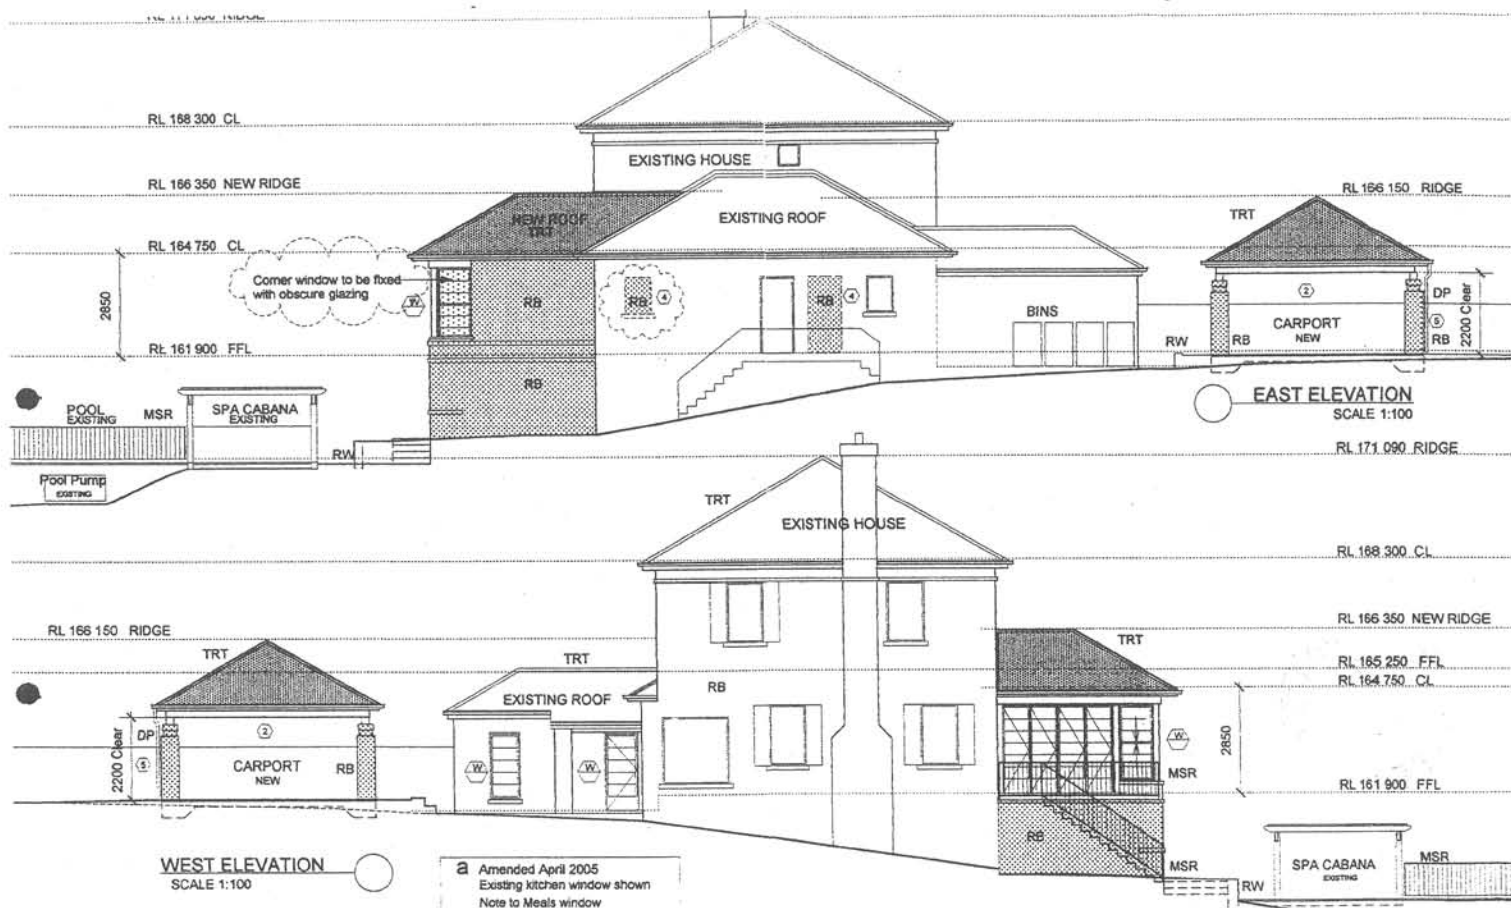 RIDGE
RL 168 300 CL
EXISTING HOUSE
RL 166 350 NEW RIDGE
RL 166 150 RIDGE
NEW ROOF
TRT
EXISTING ROOF
TRT
RL 164 750 CL
Corner window to be fixed
with obscure glazing
W
2850
RB
RB
4
RB
4
BINS
2
CARPORT
NEW
DP
5
RB
RB
RW
2200 Clear
RL 161 900 FFL
RB
EAST ELEVATION
SCALE 1:100
POOL
EXISTING
MSR
SPA CABANA
EXISTING
RW
Pool Pump
EXISTING
RL 171 090 RIDGE
TRT
EXISTING HOUSE
RL 168 300 CL
RL 166 150 RIDGE
RL 166 350 NEW RIDGE
TRT
TRT
TRT
RL 165 250 FFL
RL 164 750 CL
EXISTING ROOF
RB
DP
2
W
2850
2200 Clear
5
CARPORT
NEW
RB
W
W
MSR
RL 161 900 FFL
RB
WEST ELEVATION
SCALE 1:100
MSR
RW
SPA CABANA
EXISTING
MSR
a Amended April 2005
Existing kitchen window shown
Note to Meals window